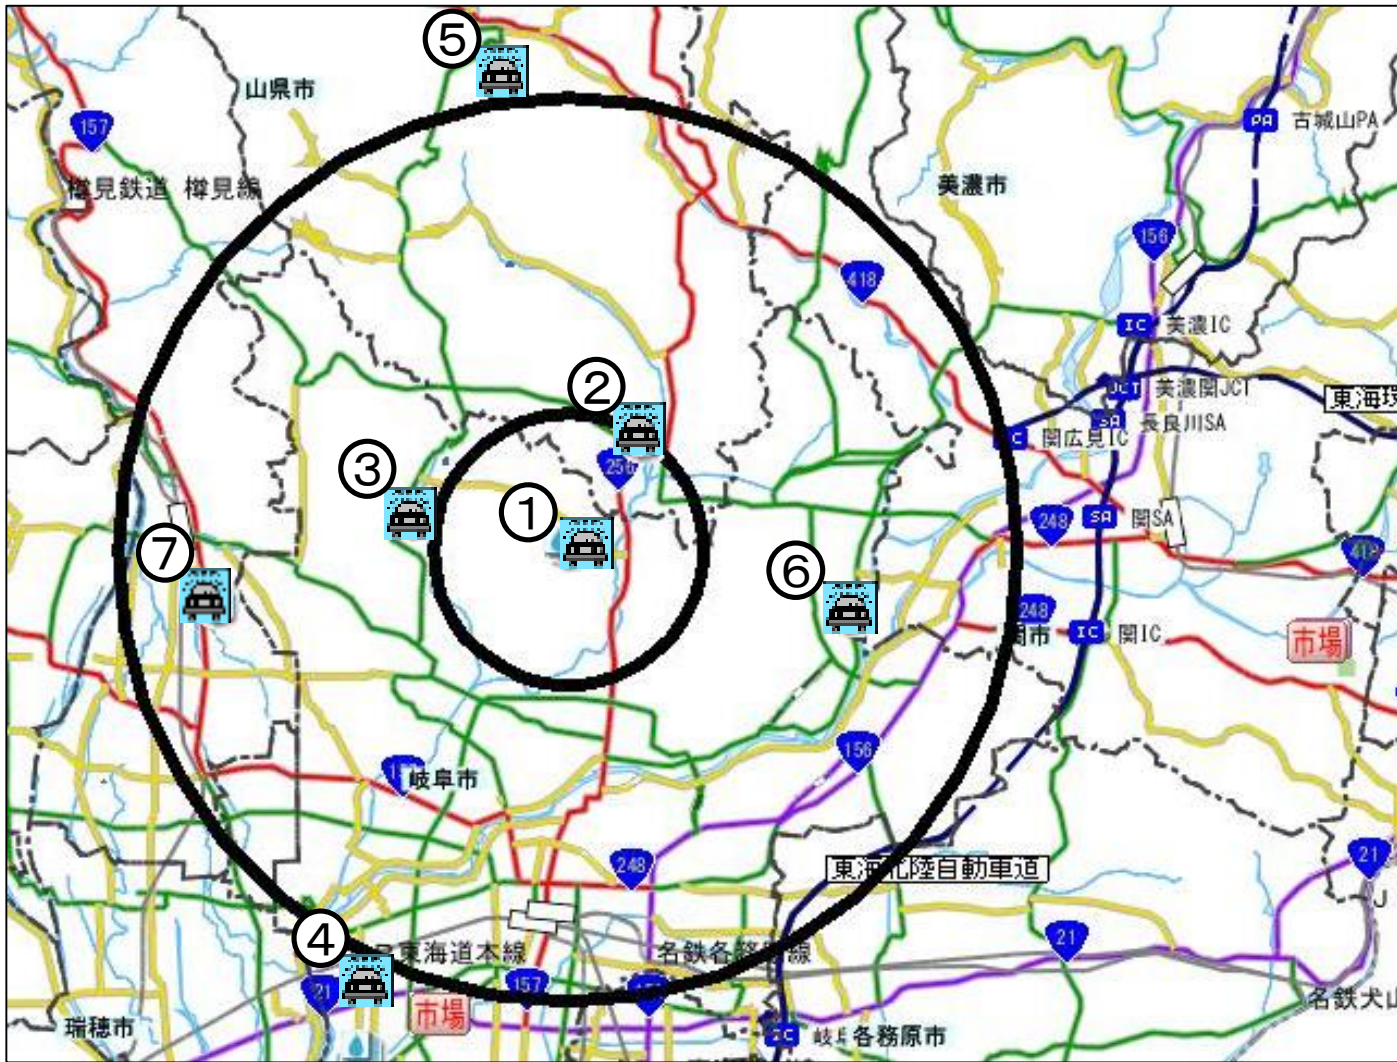 ⑤
山県市
157
PA 古城山PA
樽見鉄道 樽見線
美濃市
156
418
IC 美濃IC
JCT 美濃関JCT
東海環
②
SA 長良川SA
C 関広見IC
③
256
①
248
SA 関SA
⑦
⑥
248
関市
IC 関IC
市場
156
岐阜市
248
東海北陸自動車道
21
④
東海道本線
名鉄各務原線
21
21
157
市場
瑞穂市
名鉄犬山
IC
各務原市